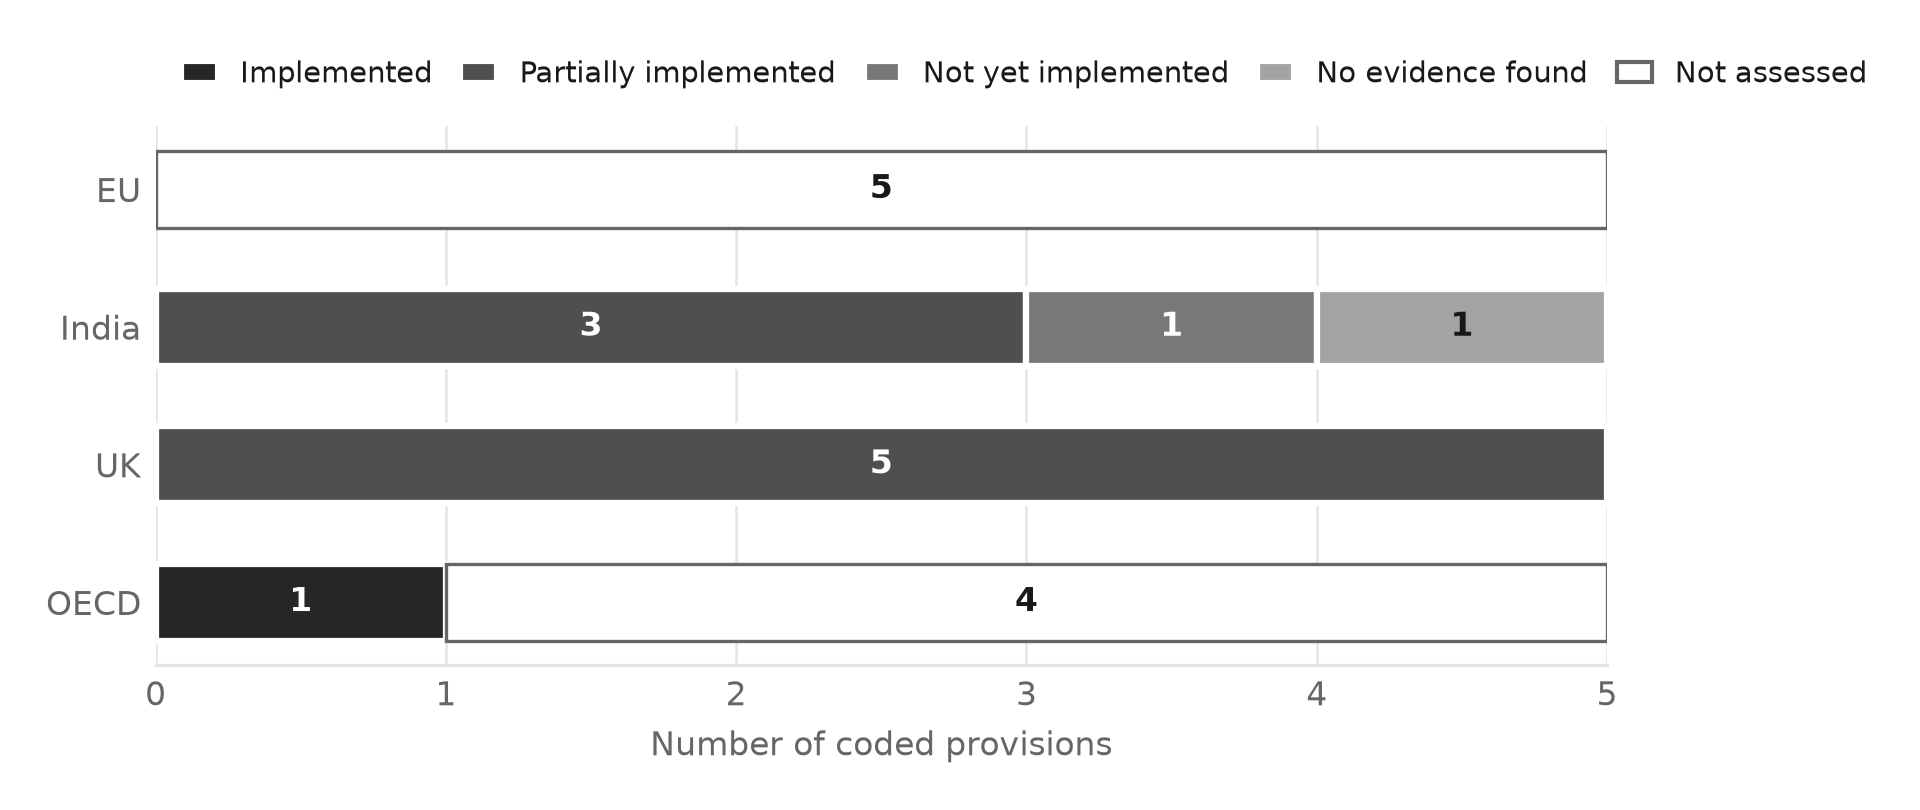 Implemented Partially implemented Not yet implemented No evidence found Not assessed
EU 5
India 3 1 1
UK 5
OECD 1 4
0 1 2 3 4 5
Number of coded provisions